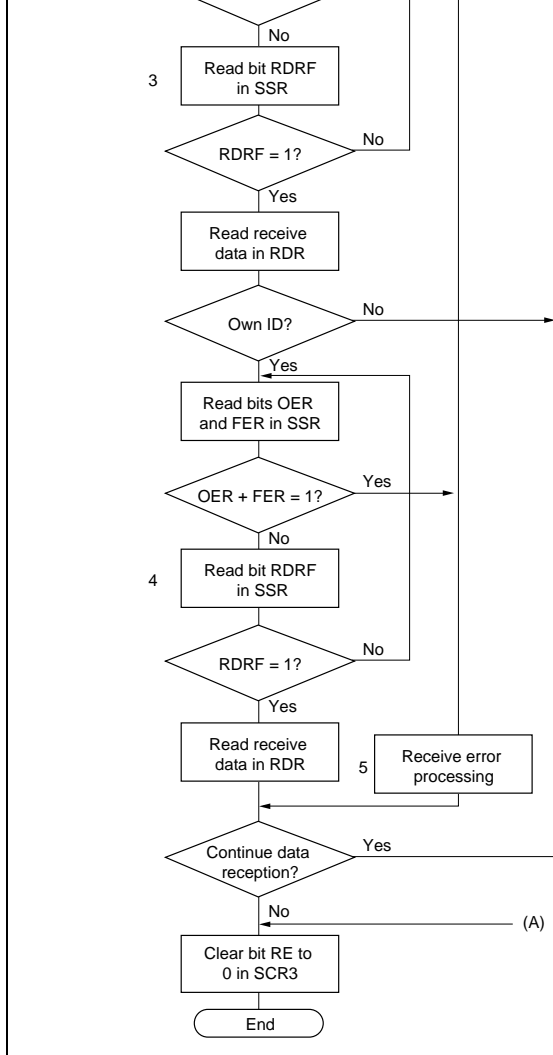 No
3
Read bit RDRF
in SSR
RDRF = 1?
No
Yes
Read receive
data in RDR
Own ID?
No
Yes
Read bits OER
and FER in SSR
OER + FER = 1?
Yes
No
4
Read bit RDRF
in SSR
RDRF = 1?
No
Yes
Read receive
data in RDR
5
Receive error
processing
Continue data
reception?
Yes
No
(A)
Clear bit RE to
0 in SCR3
End